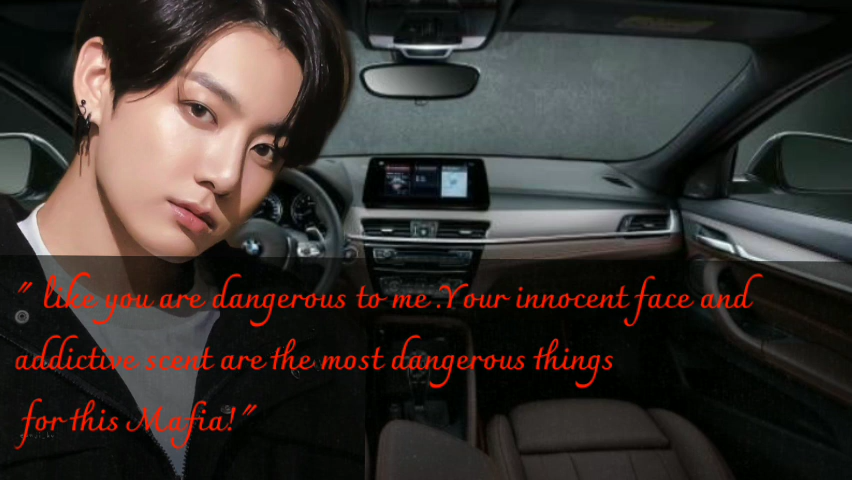 " like you are dangerous to me .Your innocent face and
addictive scent are the most dangerous things
for this Mafia!"